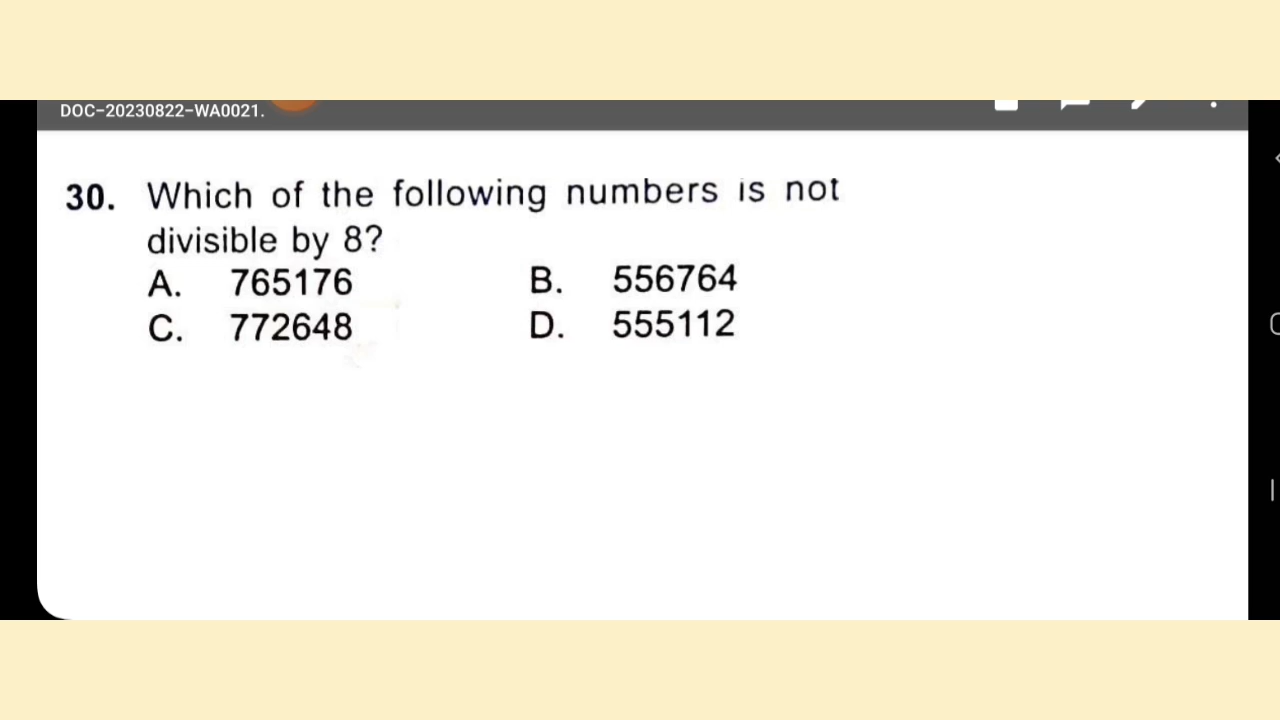 DOC-20230822-WA0021.
30. Which of the following numbers is not
divisible by 8?
A. 765176 B. 556764
C. 772648 D. 555112